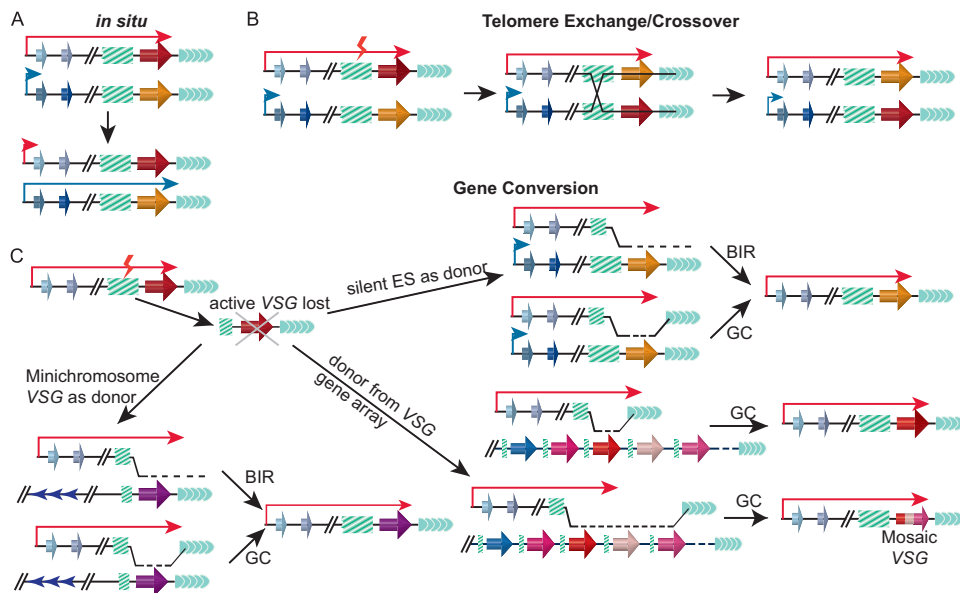 A
in situ
B
Telomere Exchange/Crossover
Gene Conversion
C
active VSG lost
silent ES as donor
BIR
GC
Minichromosome
VSG as donor
donor from VSG
gene array
BIR
GC
GC
GC
Mosaic
VSG